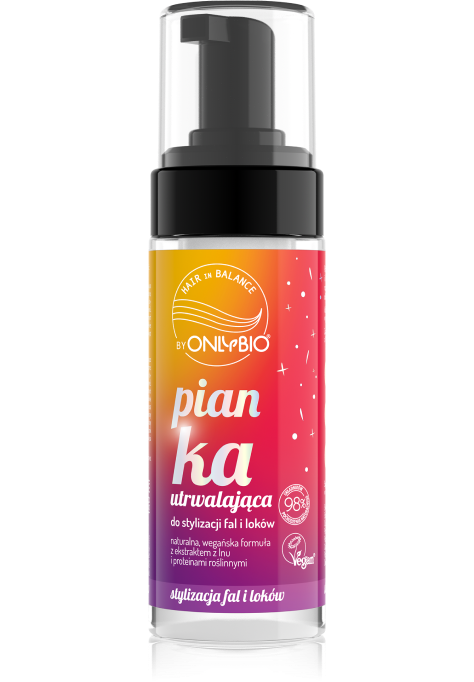 HAIR IN BALANCE
BY ONLYBIO®
pian
ka
utrwalająca
do stylizacji fal i loków
naturalna, wegańska formuła
z ekstraktem z lnu
i proteinami roślinnymi
98%
Vegan
stylizacja fal i loków